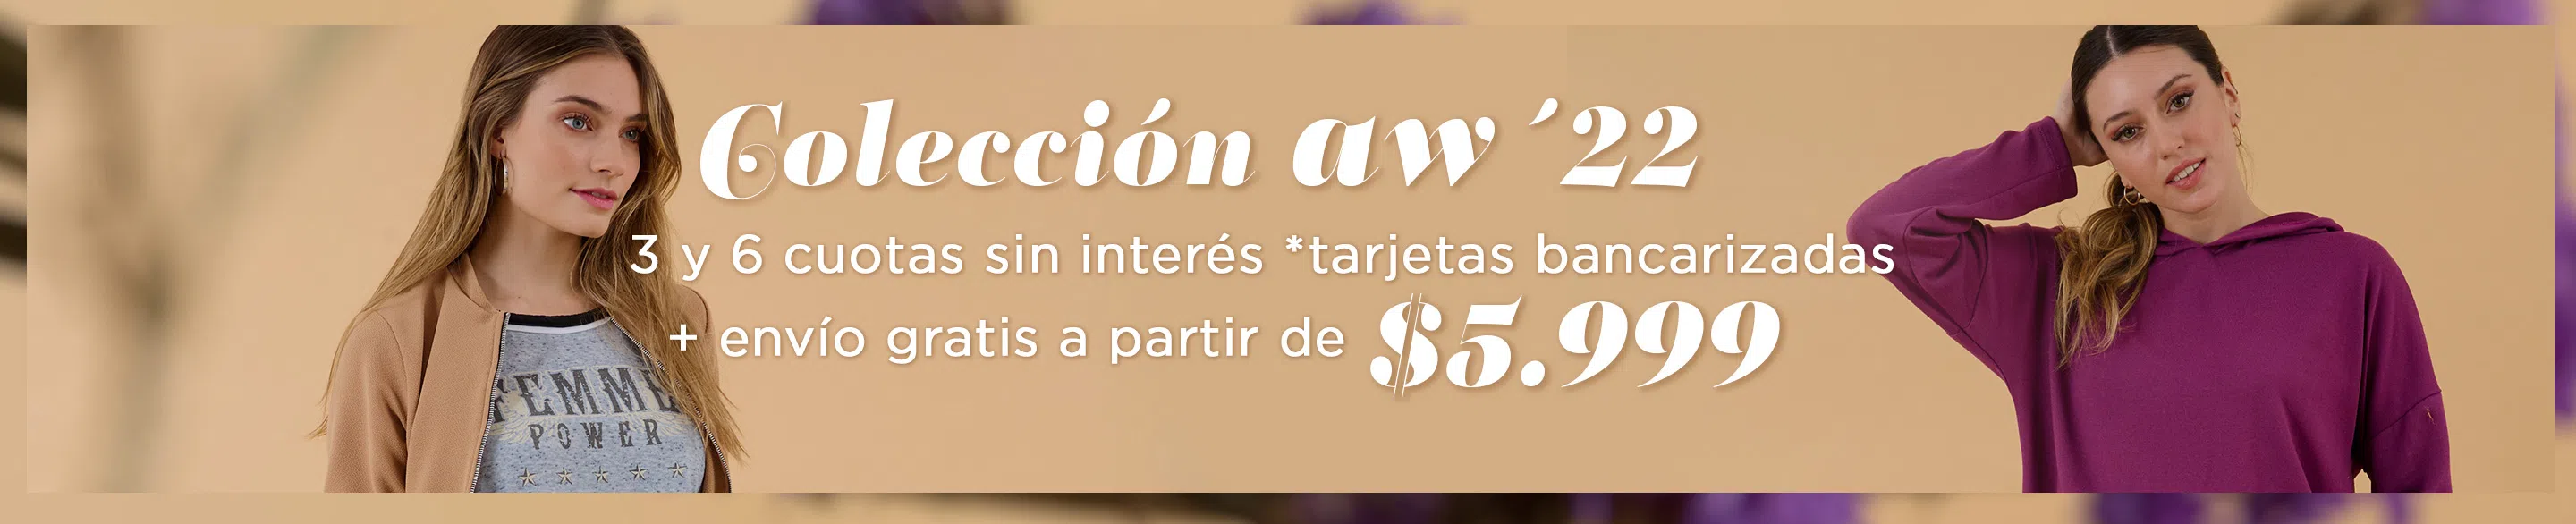 Colección AW ´22
3 y 6 cuotas sin interés *tarjetas bancarizadas
+ envío gratis a partir de $5.999
FEMME
POWER